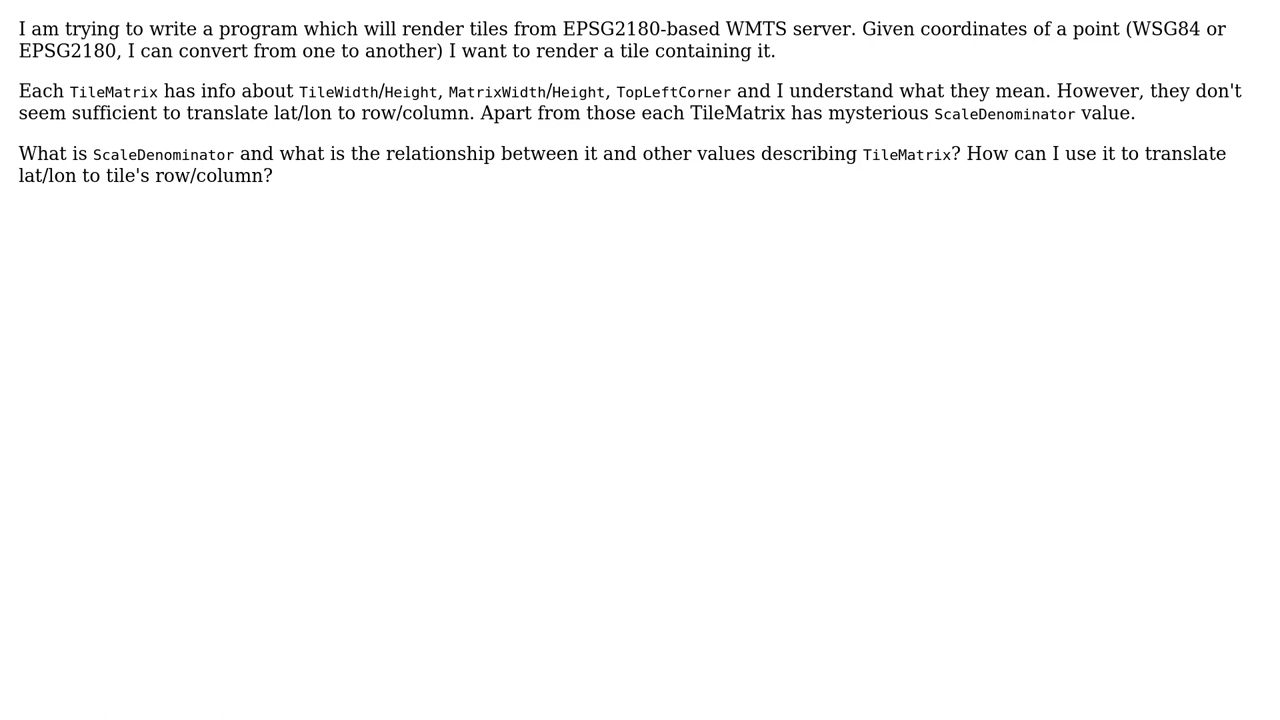 I am trying to write a program which will render tiles from EPSG2180-based WMTS server. Given coordinates of a point (WSG84 or
EPSG2180, I can convert from one to another) I want to render a tile containing it.
Each TileMatrix has info about TileWidth/Height, MatrixWidth/Height, TopLeftCorner and I understand what they mean. However, they don't
seem sufficient to translate lat/lon to row/column. Apart from those each TileMatrix has mysterious ScaleDenominator value.
What is ScaleDenominator and what is the relationship between it and other values describing TileMatrix? How can I use it to translate
lat/lon to tile's row/column?